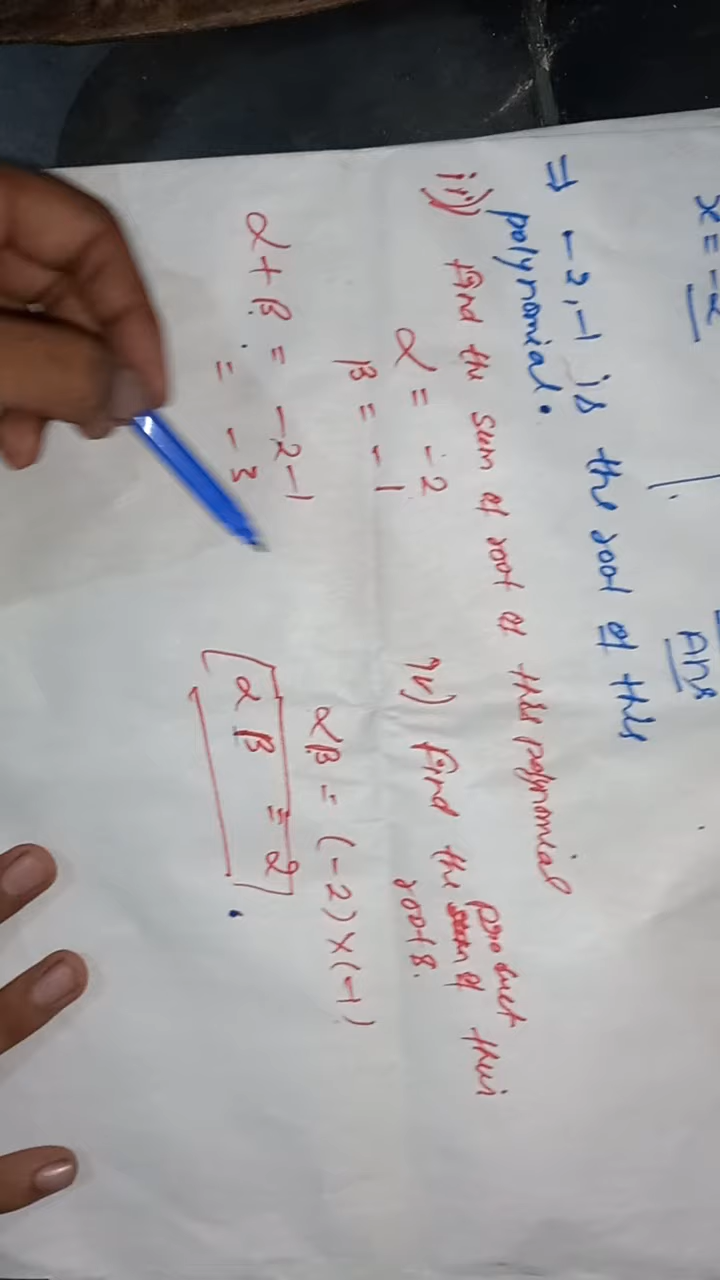 x = -2
Ans
⇒ -2, -1 is the root of this
polynomial.
iii) Find the sum of root of this polynomial
α = -2
β = -1
α + β = -2-1
= -3
iv) Find the product of their
roots.
αβ = (-2)×(-1)
αβ = 2